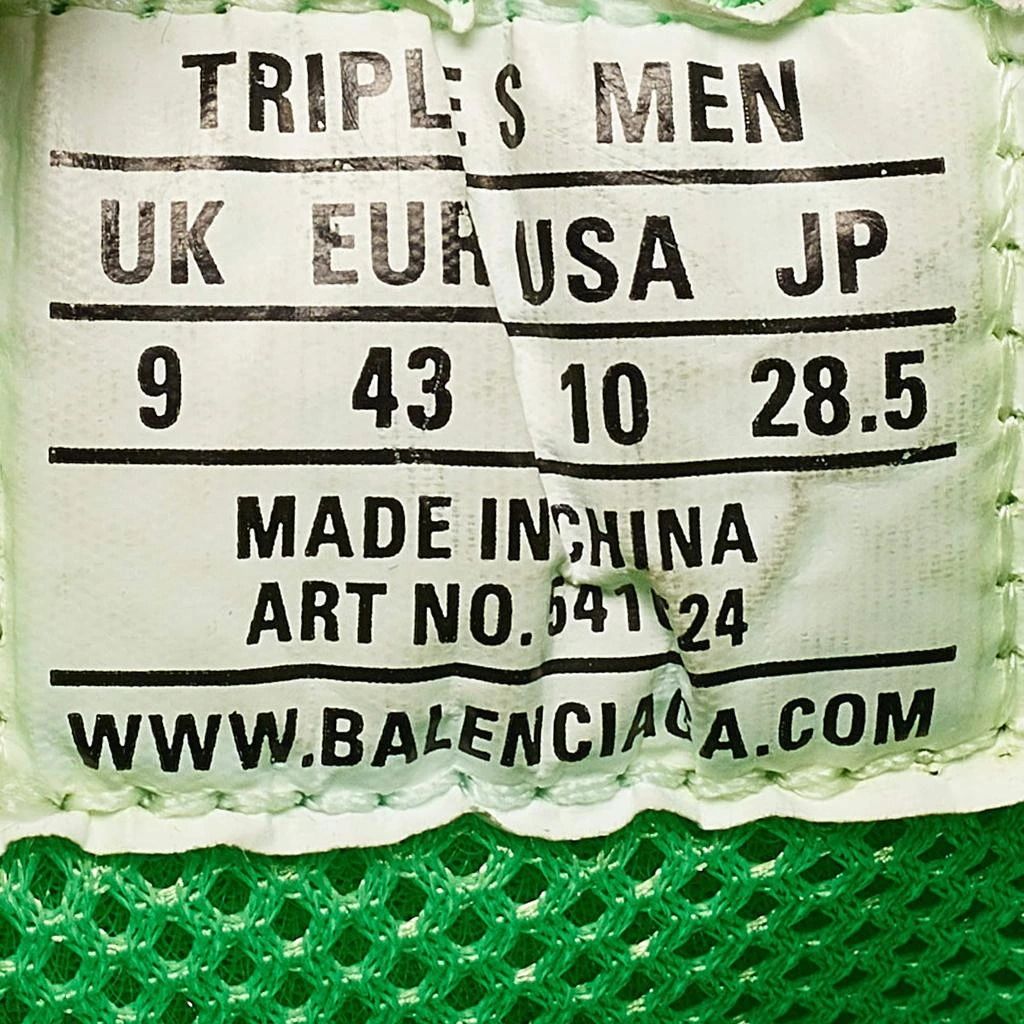 TRIPLE S MEN
UK EUR USA JP
9 43 10 28.5
MADE IN CHINA
ART NO.
WWW.BALENCIAGA.COM